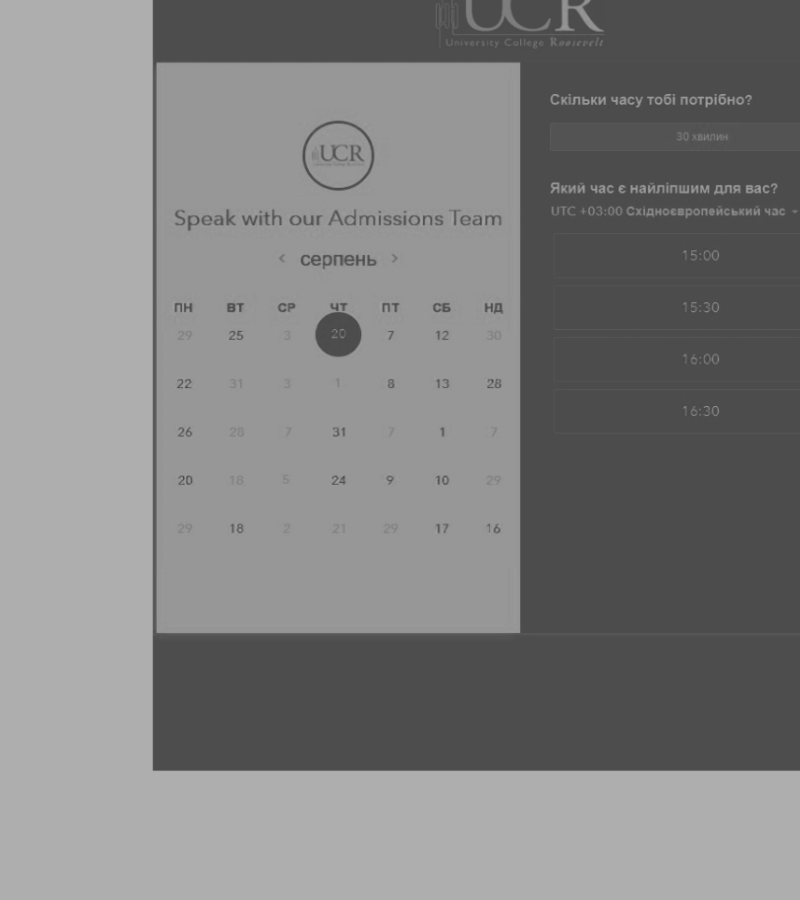 UCR
University College Roosevelt
UCR
Speak with our Admissions Team
< серпень >
ПН ВТ СР ЧТ ПТ СБ НД
29 25 3 20 7 12 30
22 31 3 1 8 13 28
26 28 7 31 7 1 7
20 18 5 24 9 10 29
29 18 2 21 29 17 16
Скільки часу тобі потрібно?
30 хвилин
Який час є найліпшим для вас?
UTC +03:00 Східноєвропейський час
15:00
15:30
16:00
16:30